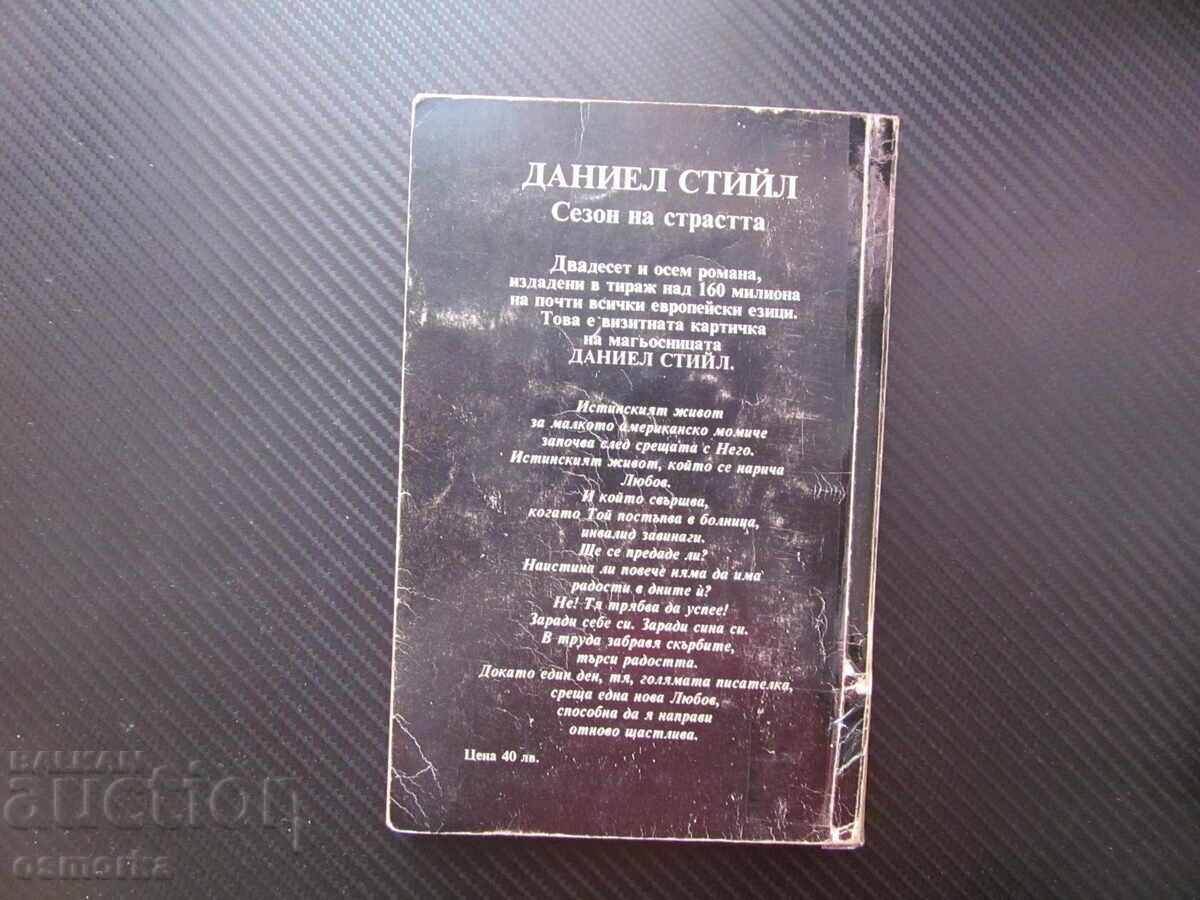 ДАНИЕЛ СТИЙЛ
Сезон на страстта
Двадесет и осем романа,
издадени в тираж над 160 милиона
на почти всички европейски езици.
Това е визитната картичка
на магьосницата
ДАНИЕЛ СТИЙЛ.
Истинският живот
за малкото американско момиче
започва след срещата с Него.
Истинският живот, който се нарича
Любов.
И който свършва,
когато Той постъпва в болница,
инвалид завинаги.
Ще се предаде ли?
Наистина ли повече няма да има
радости в дните ѝ?
Не! Тя трябва да успее!
Заради себе си. Заради сина си.
В труда забравя скърбите,
търси радостта.
Докато един ден, тя, голямата писателка,
среща една нова Любов,
способна да я направи
отново щастлива.
Цена 40 лв.
BALKAN
auction
osmorka